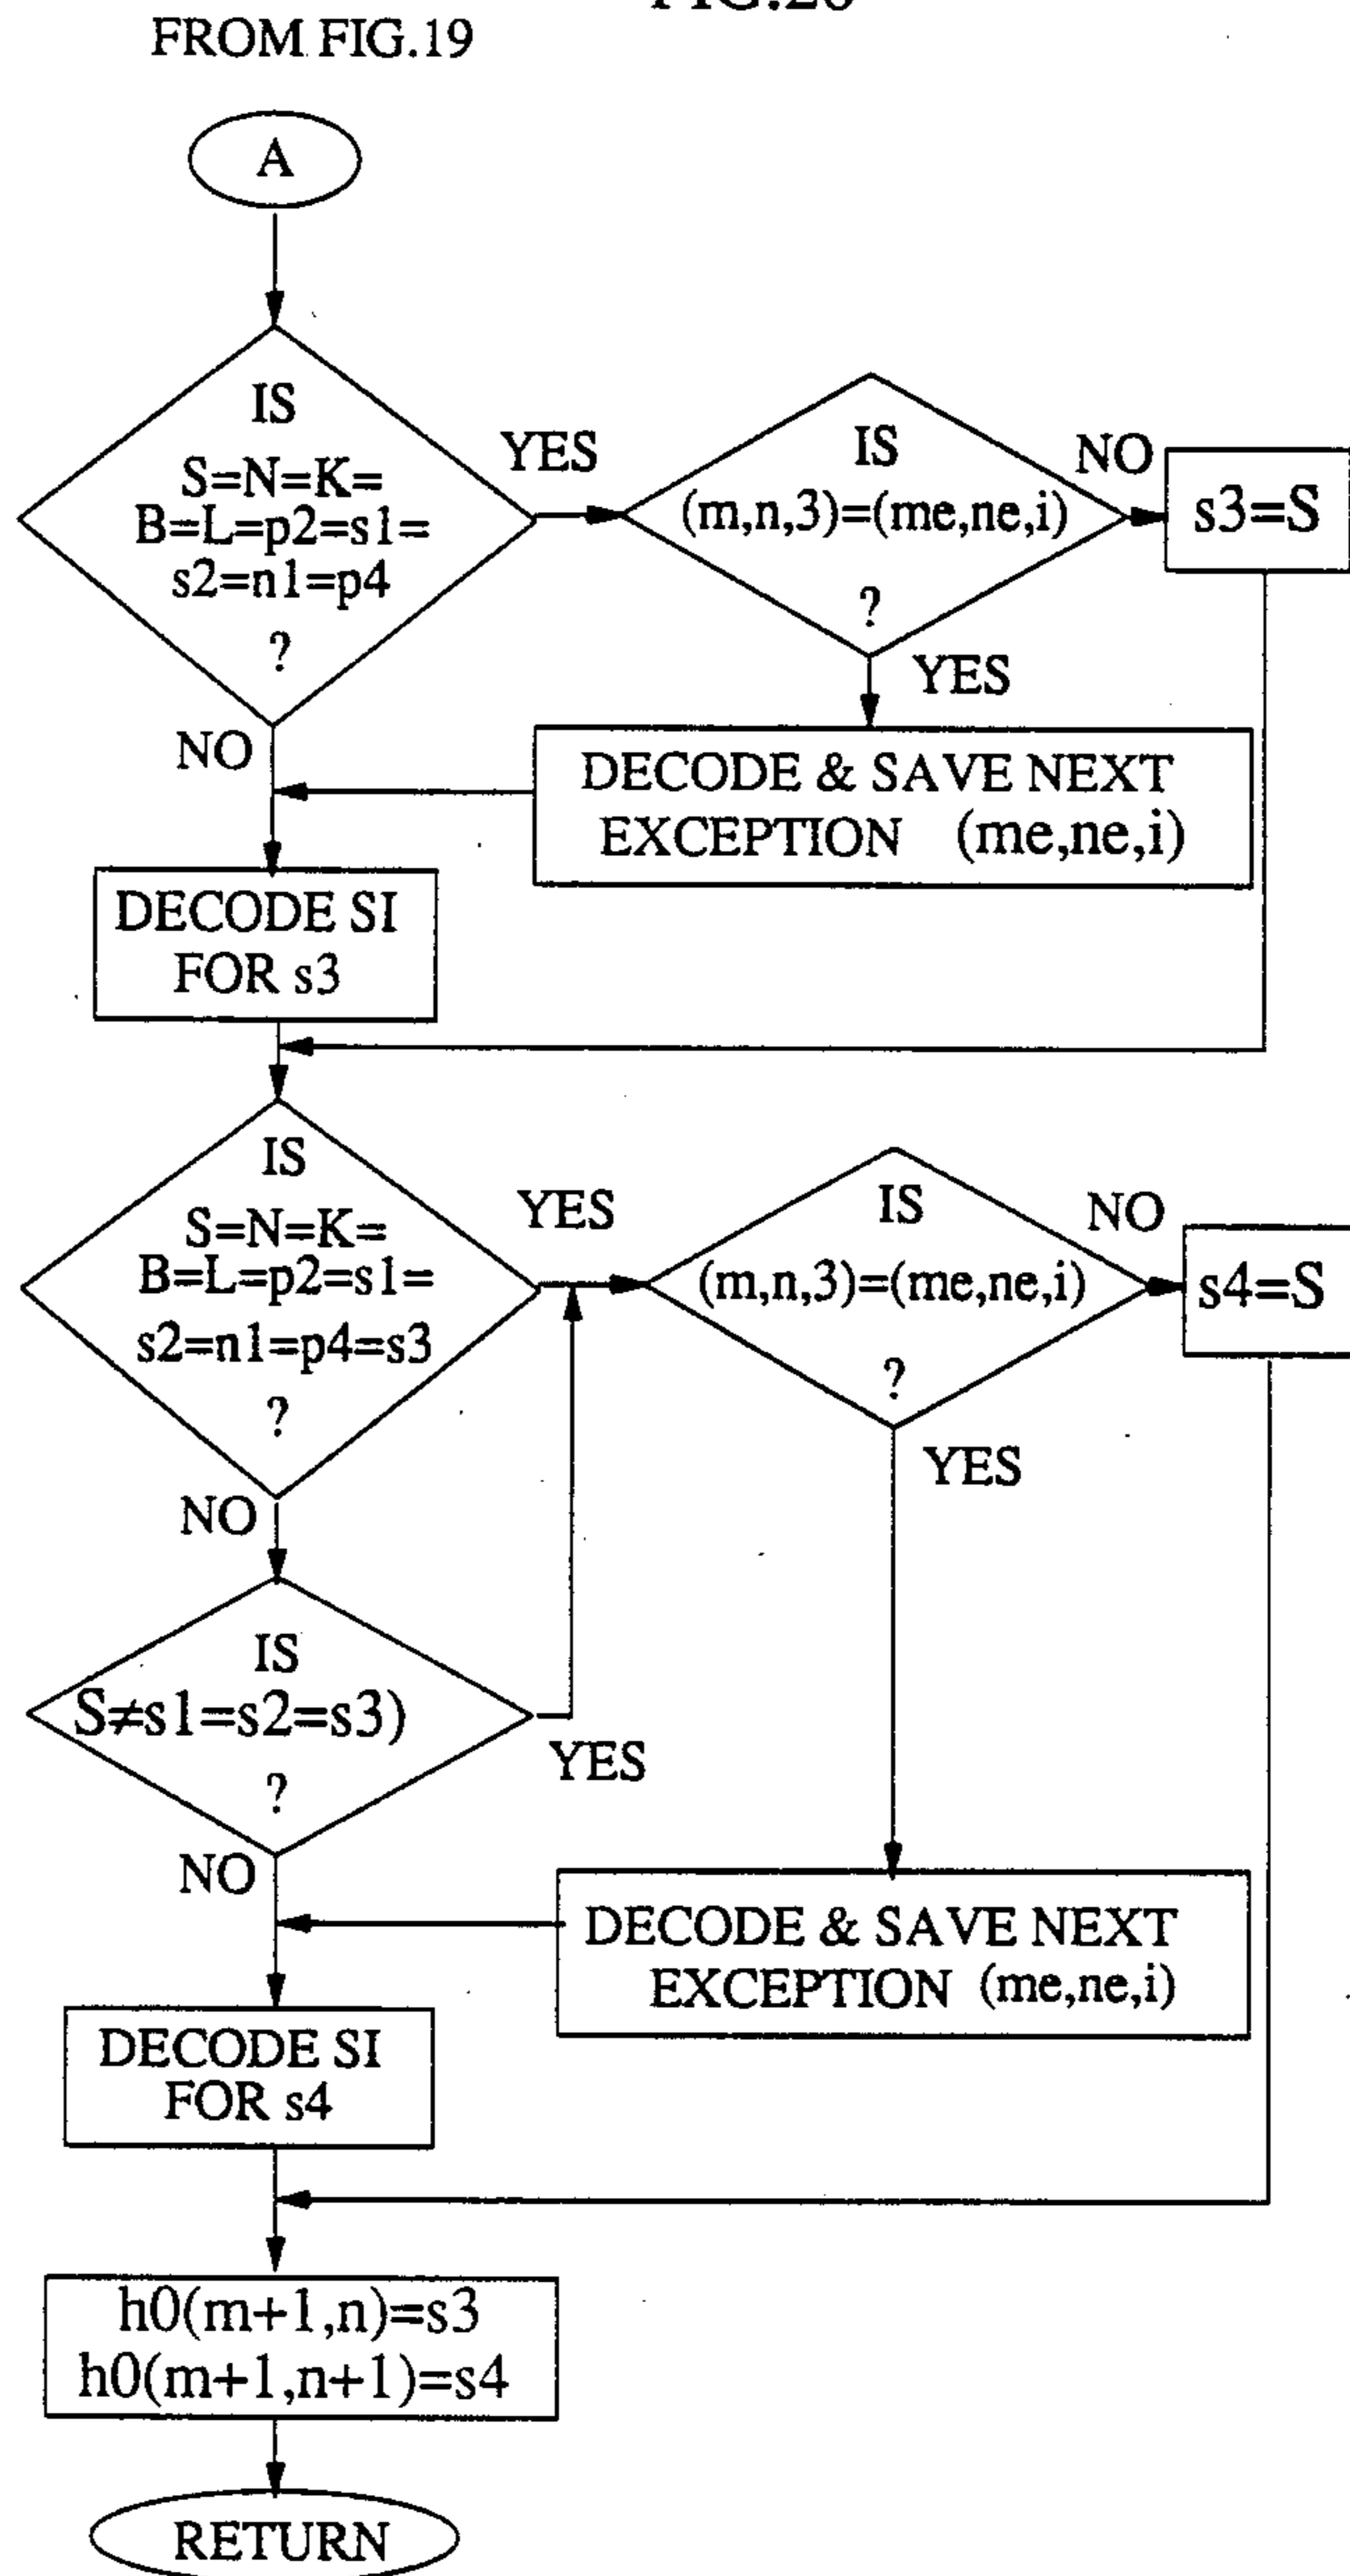 FROM FIG.19
A
IS
S=N=K=
B=L=p2=s1=
s2=n1=p4
?
YES
NO
IS
(m,n,3)=(me,ne,i)
?
NO
YES
s3=S
DECODE & SAVE NEXT
EXCEPTION (me,ne,i)
DECODE SI
FOR s3
IS
S=N=K=
B=L=p2=s1=
s2=n1=p4=s3
?
YES
NO
IS
(m,n,3)=(me,ne,i)
?
NO
YES
s4=S
IS
S≠s1=s2=s3)
?
YES
NO
DECODE & SAVE NEXT
EXCEPTION (me,ne,i)
DECODE SI
FOR s4
h0(m+1,n)=s3
h0(m+1,n+1)=s4
RETURN